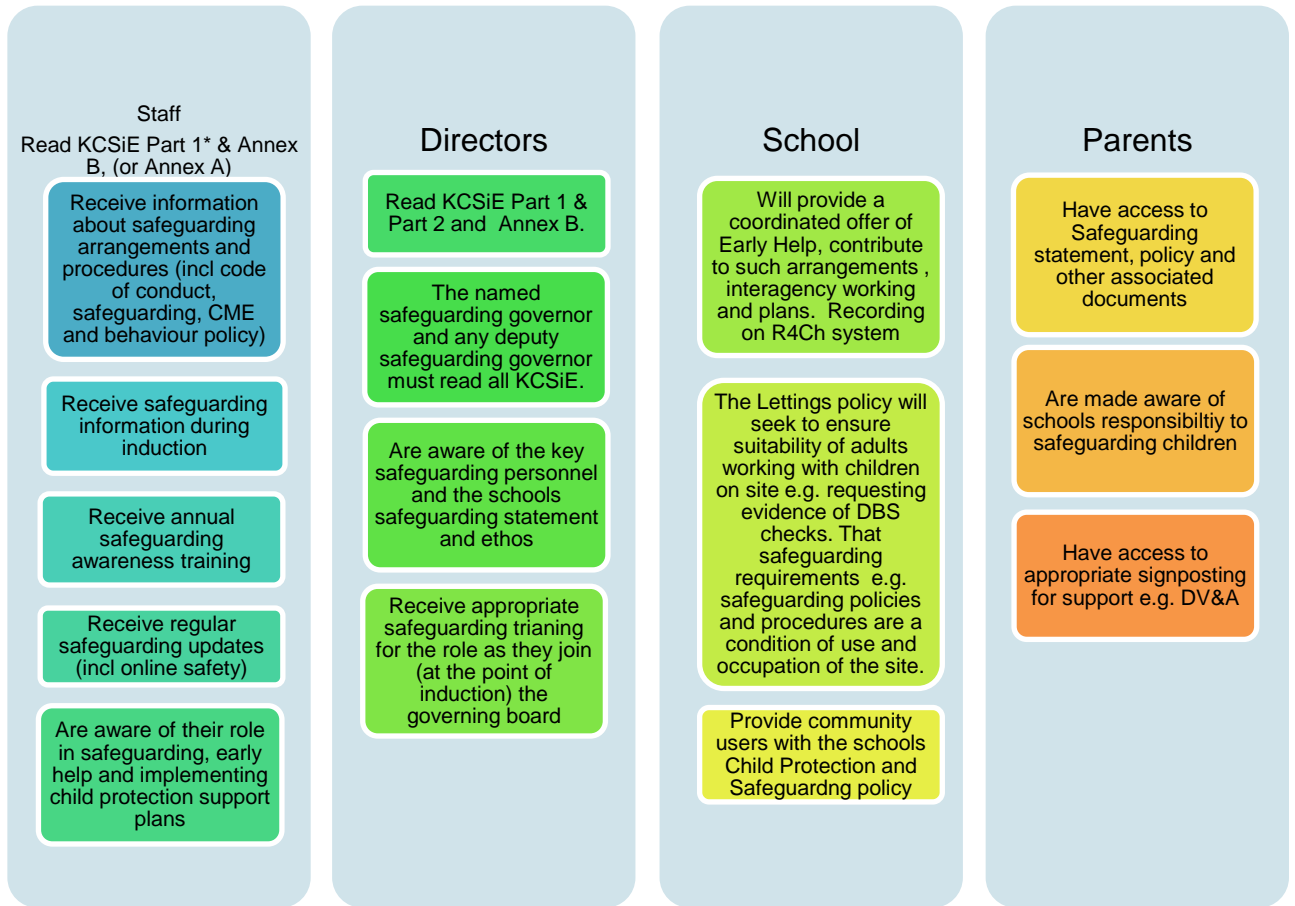 Staff
Read KCSiE Part 1* & Annex
B, (or Annex A)
Receive information
about safeguarding
arrangements and
procedures (incl code
of conduct,
safeguarding, CME
and behaviour policy)
Receive safeguarding
information during
induction
Receive annual
safeguarding
awareness training
Receive regular
safeguarding updates
(incl online safety)
Are aware of their role
in safeguarding, early
help and implementing
child protection support
plans
Directors
Read KCSiE Part 1 &
Part 2 and Annex B.
The named
safeguarding governor
and any deputy
safeguarding governor
must read all KCSiE.
Are aware of the key
safeguarding personnel
and the schools
safeguarding statement
and ethos
Receive appropriate
safeguarding trianing
for the role as they join
(at the point of
induction) the
governing board
School
Will provide a
coordinated offer of
Early Help, contribute
to such arrangements ,
interagency working
and plans. Recording
on R4Ch system
The Lettings policy will
seek to ensure
suitability of adults
working with children
on site e.g. requesting
evidence of DBS
checks. That
safeguarding
requirements e.g.
safeguarding policies
and procedures are a
condition of use and
occupation of the site.
Provide community
users with the schools
Child Protection and
Safeguardng policy
Parents
Have access to
Safeguarding
statement, policy and
other associated
documents
Are made aware of
schools responsibiltiy to
safeguarding children
Have access to
appropriate signposting
for support e.g. DV&A